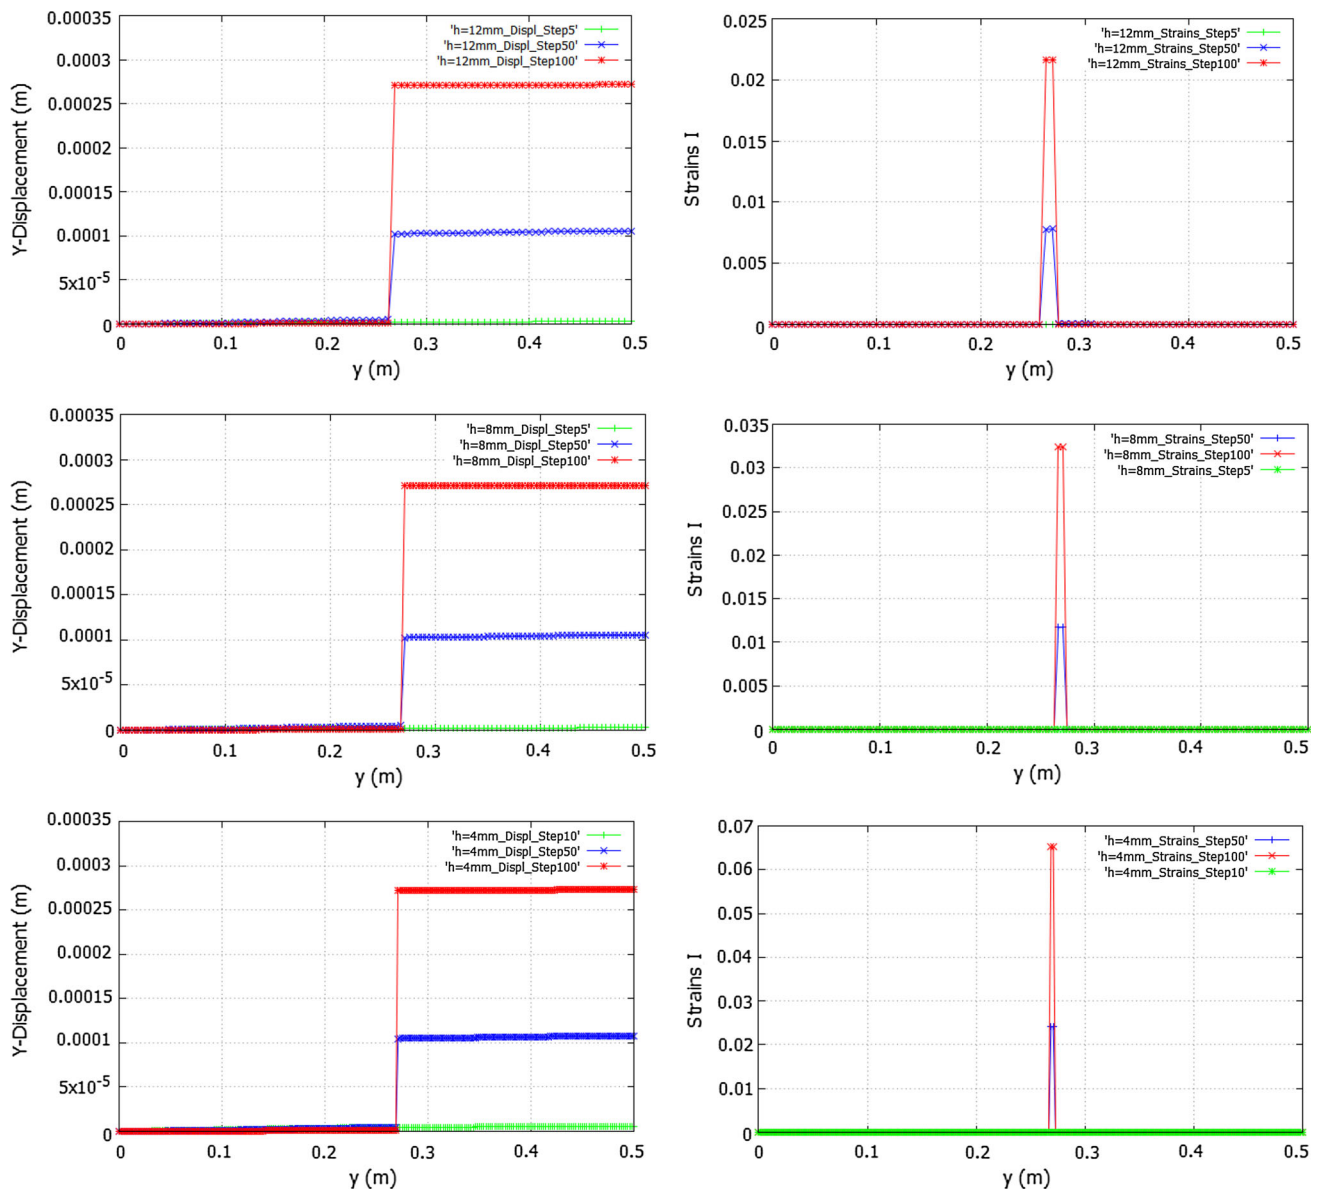 0.00035
0.0003
0.00025
0.0002
0.00015
0.0001
5x10-5
0
Y-Displacement (m)
'h=12mm_Displ_Step5'
'h=12mm_Displ_Step50'
'h=12mm_Displ_Step100'
0 0.1 0.2 0.3 0.4 0.5
y (m)
0.025
0.02
0.015
0.01
0.005
0
Strains I
'h=12mm_Strains_Step5'
'h=12mm_Strains_Step50'
'h=12mm_Strains_Step100'
0 0.1 0.2 0.3 0.4 0.5
y (m)
0.00035
0.0003
0.00025
0.0002
0.00015
0.0001
5x10-5
0
Y-Displacement (m)
'h=8mm_Displ_Step5'
'h=8mm_Displ_Step50'
'h=8mm_Displ_Step100'
0 0.1 0.2 0.3 0.4 0.5
y (m)
0.035
0.03
0.025
0.02
0.015
0.01
0.005
0
Strains I
'h=8mm_Strains_Step50'
'h=8mm_Strains_Step100'
'h=8mm_Strains_Step5'
0 0.1 0.2 0.3 0.4 0.5
y (m)
0.00035
0.0003
0.00025
0.0002
0.00015
0.0001
5x10-5
0
Y-Displacement (m)
'h=4mm_Displ_Step10'
'h=4mm_Displ_Step50'
'h=4mm_Displ_Step100'
0 0.1 0.2 0.3 0.4 0.5
y (m)
0.07
0.06
0.05
0.04
0.03
0.02
0.01
0
Strains I
'h=4mm_Strains_Step50'
'h=4mm_Strains_Step100'
'h=4mm_Strains_Step10'
0 0.1 0.2 0.3 0.4 0.5
y (m)